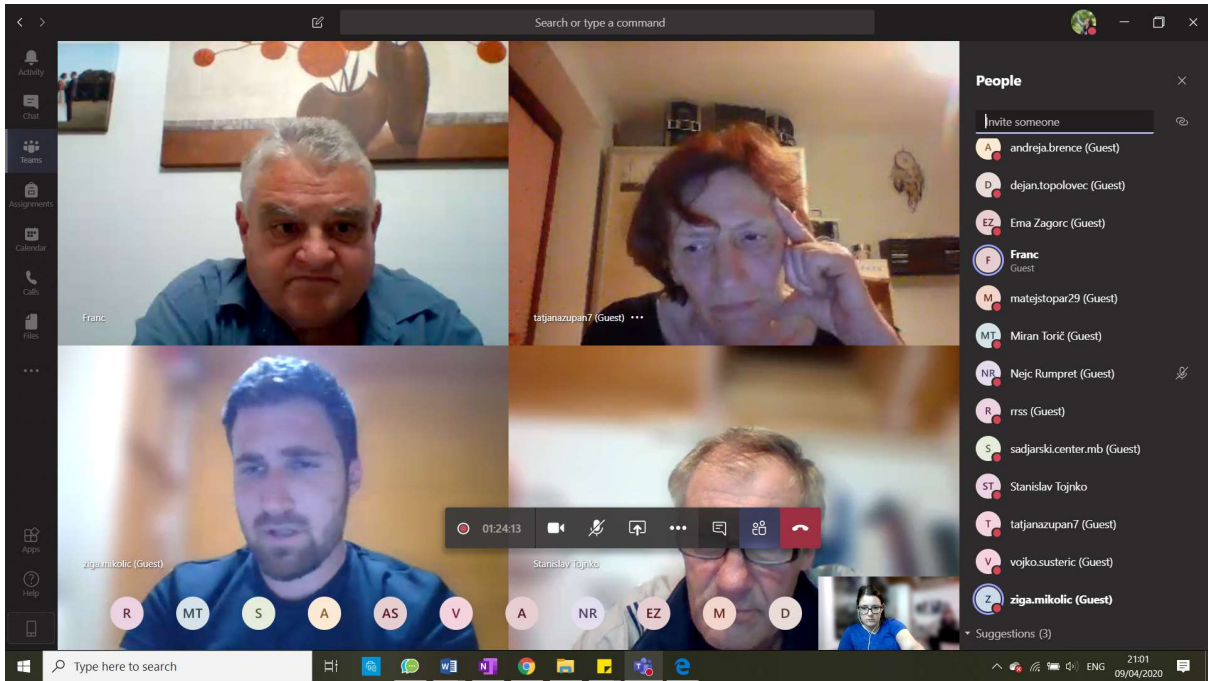 Search or type a command
Activity
Chat
Teams
Assignments
Calendar
Calls
Files
Apps
Help
Franc
tatjanazupan7 (Guest)
ziga.mikolic (Guest)
Stanislav Tojnko
01:24:13
R MT S A AS V A NR EZ M D
People
Invite someone
A andreja.brence (Guest)
D dejan.topolovec (Guest)
EZ Ema Zagorc (Guest)
F Franc
Guest
M matejstopar29 (Guest)
MT Miran Torič (Guest)
NR Nejc Rumpret (Guest)
R rrss (Guest)
S sadjarski.center.mb (Guest)
ST Stanislav Tojnko
T tatjanazupan7 (Guest)
V vojko.susteric (Guest)
Z ziga.mikolic (Guest)
Suggestions (3)
Type here to search
ENG
21:01
09/04/2020